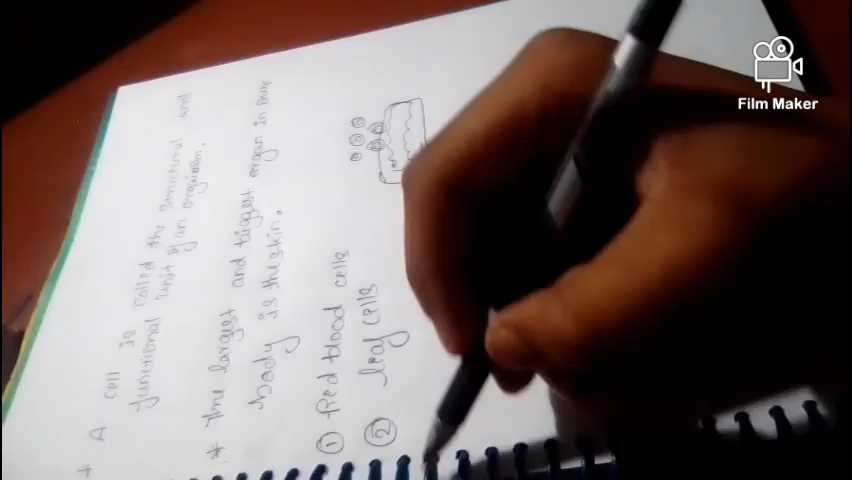 * A cell is called the structural and
functional unit of an organism.
* The largest and biggest organ in our
body is the skin.
① Red blood cells
② leaf cells
Film Maker